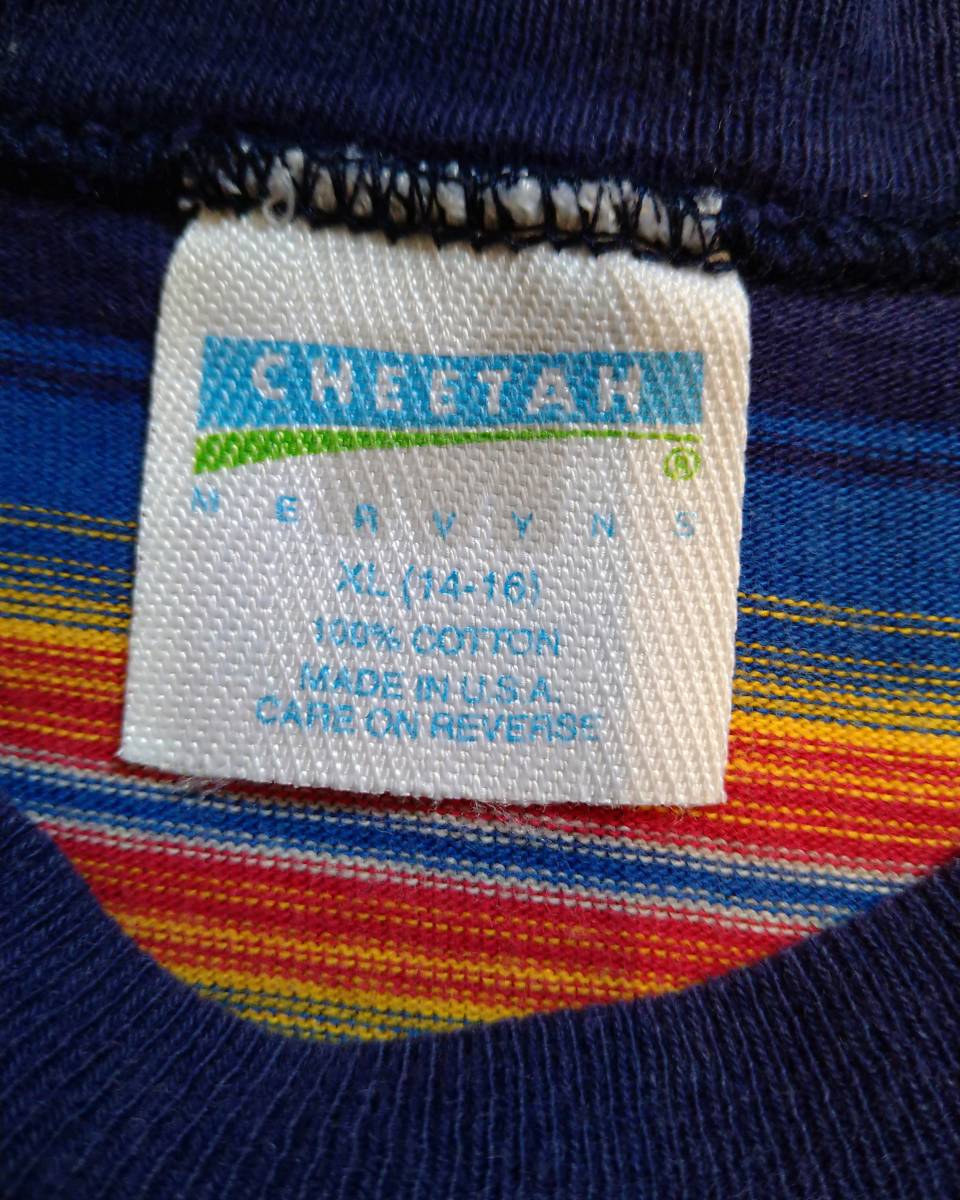 CHEETAH
®
MERVYNS
XL (14-16)
100% COTTON
MADE IN U.S.A.
CARE ON REVERSE